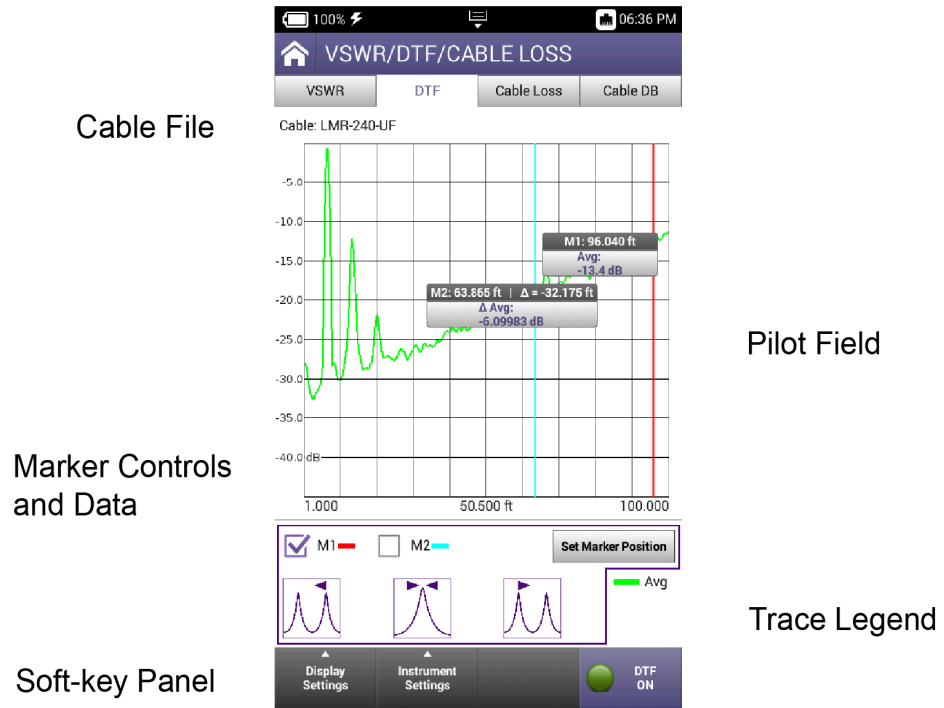 100% 06:36 PM
VSWR/DTF/CABLE LOSS
VSWR DTF Cable Loss Cable DB
Cable File
Cable: LMR-240-UF
-5.0
-10.0
M1: 96.040 ft
Avg:
-13.4 dB
-15.0
M2: 63.865 ft | Δ = -32.175 ft
Δ Avg:
-6.09983 dB
-20.0
-25.0
Pilot Field
-30.0
-35.0
-40.0 dB
Marker Controls
and Data
1.000 50.500 ft 100.000
M1 M2 Set Marker Position
Avg
Trace Legend
Soft-key Panel
Display
Settings
Instrument
Settings
DTF
ON